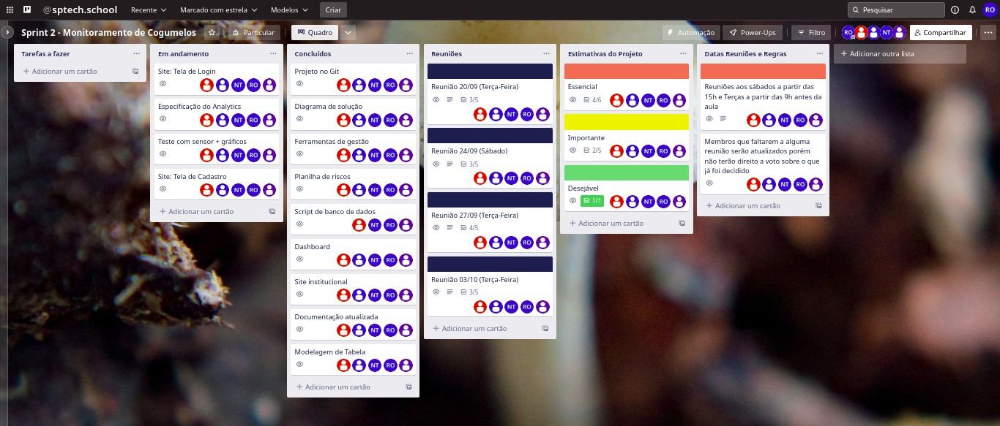 @sptech.school
Recente
Marcado com estrela
Modelos
Criar
Pesquisar
RO
Sprint 2 - Monitoramento de Cogumelos
Particular
Quadro
Automação
Power-Ups
Filtro
RO
NT
Compartilhar
Tarefas a fazer
Adicionar um cartão
Em andamento
Site: Tela de Login
NT RO
Especificação do Analytics
NT RO
Teste com sensor + gráficos
NT RO
Site: Tela de Cadastro
NT RO
Adicionar um cartão
Concluídos
Projeto no Git
NT RO
Diagrama de solução
NT RO
Ferramentas de gestão
NT RO
Planilha de riscos
NT RO
Script de banco de dados
NT RO
Dashboard
NT RO
Site institucional
NT RO
Documentação atualizada
NT RO
Modelagem de Tabela
NT RO
Adicionar um cartão
Reuniões
Reunião 20/09 (Terça-Feira)
3/5
NT RO
Reunião 24/09 (Sábado)
3/5
NT RO
Reunião 27/09 (Terça-Feira)
4/5
NT RO
Reunião 03/10 (Terça-Feira)
3/5
NT RO
Adicionar um cartão
Estimativas do Projeto
Essencial
4/6
NT RO
Importante
2/5
NT RO
Desejável
1/1
NT RO
Adicionar um cartão
Datas Reuniões e Regras
Reuniões aos sábados a partir das
15h e Terças a partir das 9h antes da
aula
NT RO
Membros que faltarem a alguma
reunião serão atualizados porém
não terão direito a voto sobre o que
já foi decidido
NT RO
Adicionar um cartão
Adicionar outra lista